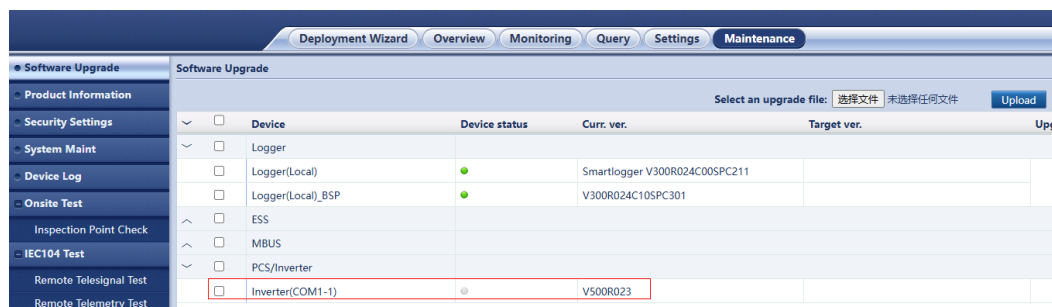 Deployment Wizard Overview Monitoring Query Settings Maintenance
Software Upgrade
Product Information
Security Settings
System Maint
Device Log
Onsite Test
Inspection Point Check
IEC104 Test
Remote Telesignal Test
Remote Telemetry Test
Software Upgrade
Select an upgrade file: 选择文件 未选择任何文件 Upload
Device Device status Curr. ver. Target ver. Upg
Logger
Logger(Local) Smartlogger V300R024C00SPC211
Logger(Local)_BSP V300R024C10SPC301
ESS
MBUS
PCS/Inverter
Inverter(COM1-1) V500R023